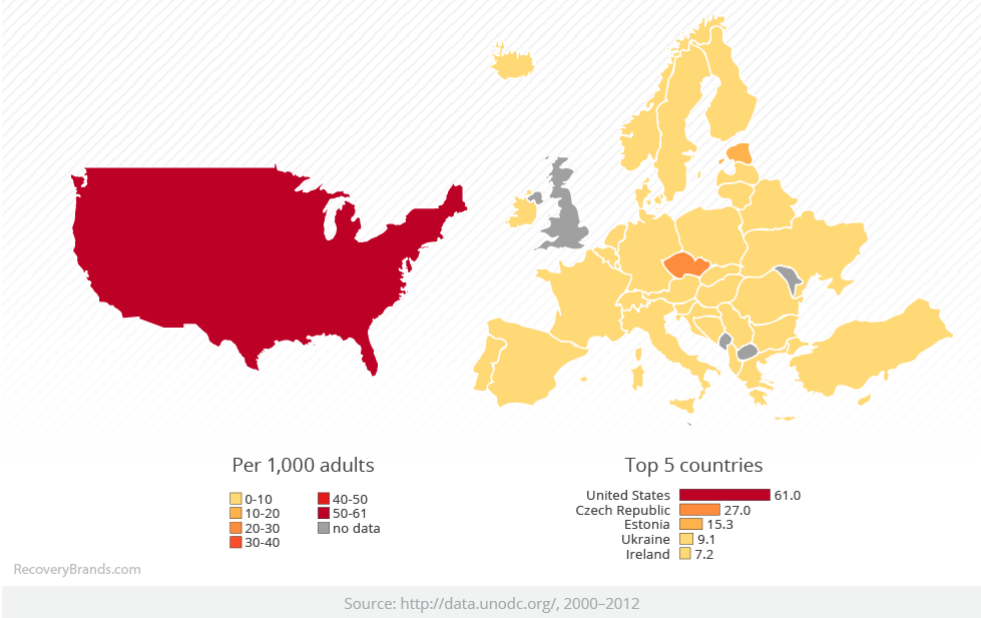 Per 1,000 adults
0-10
10-20
20-30
30-40
40-50
50-61
no data
Top 5 countries
United States 61.0
Czech Republic 27.0
Estonia 15.3
Ukraine 9.1
Ireland 7.2
RecoveryBrands.com
Source: http://data.unodc.org/, 2000–2012